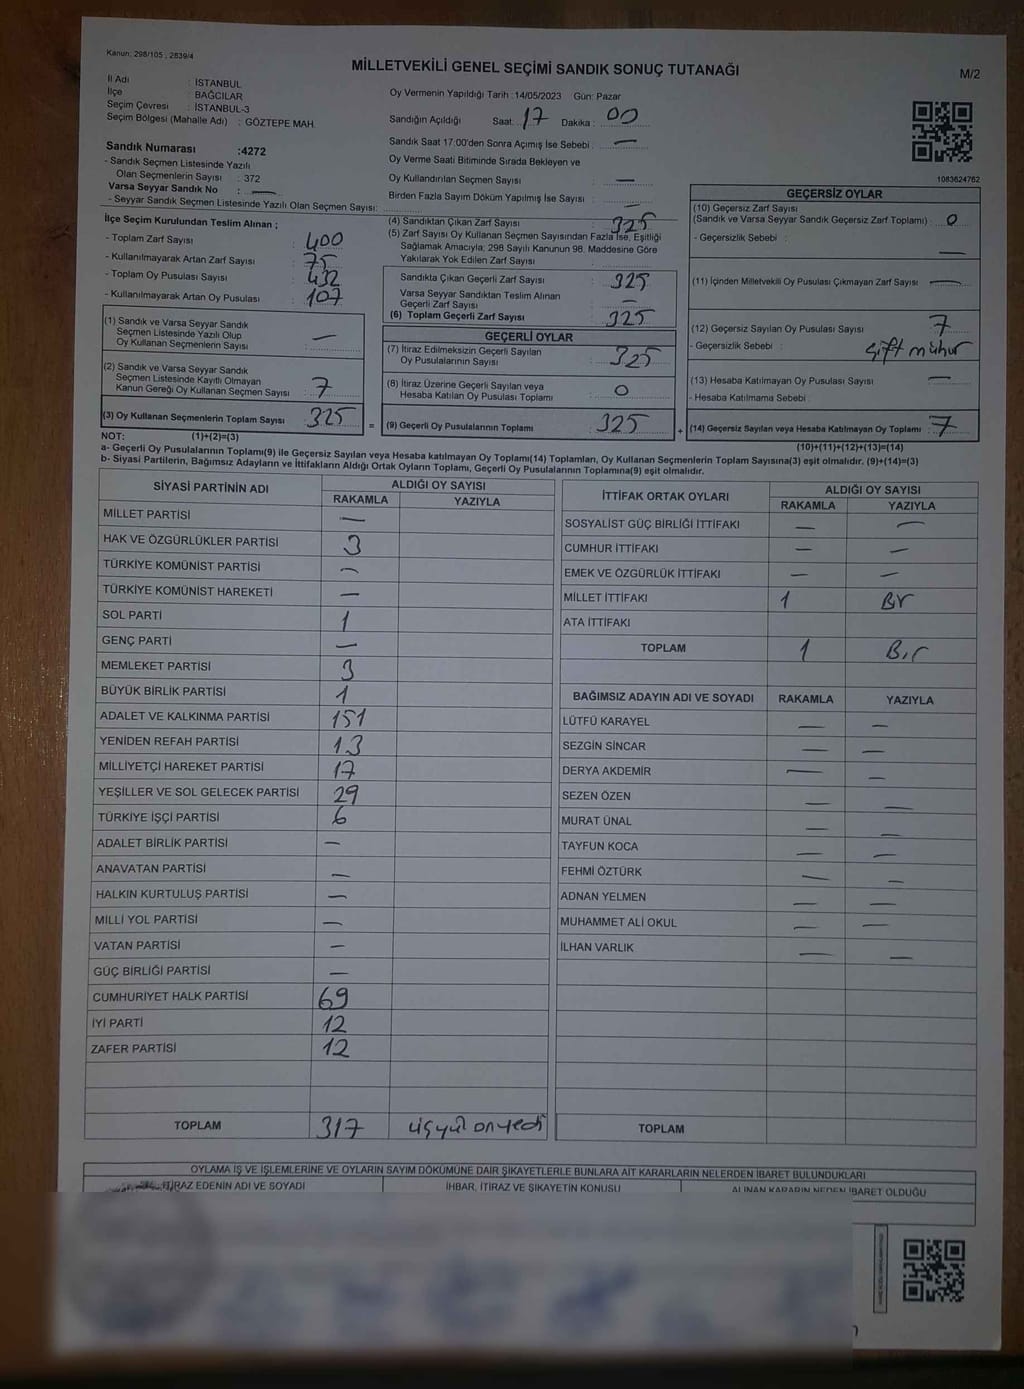 Kanun: 298/105 ; 2839/4
MİLLETVEKİLİ GENEL SEÇİMİ SANDIK SONUÇ TUTANAĞI
M/2
İl Adı : İSTANBUL
İlçe : BAĞCILAR
Seçim Çevresi : İSTANBUL-3
Seçim Bölgesi (Mahalle Adı) : GÖZTEPE MAH.
Oy Vermenin Yapıldığı Tarih :14/05/2023 Gün: Pazar
Sandığın Açıldığı Saat: 17 Dakika : 00
Sandık Saat 17:00'den Sonra Açımış İse Sebebi : —
Oy Verme Saati Bitiminde Sırada Bekleyen ve
Oy Kullandırılan Seçmen Sayısı : —
Birden Fazla Sayım Döküm Yapılmış İse Sayısı : —
1083624762
Sandık Numarası :4272
- Sandık Seçmen Listesinde Yazılı
Olan Seçmenlerin Sayısı : 372
Varsa Seyyar Sandık No : —
- Seyyar Sandık Seçmen Listesinde Yazılı Olan Seçmen Sayısı:
İlçe Seçim Kurulundan Teslim Alınan ;
- Toplam Zarf Sayısı : 400
- Kullanılmayarak Artan Zarf Sayısı : 75
- Toplam Oy Pusulası Sayısı : 432
- Kullanılmayarak Artan Oy Pusulası : 107
(1) Sandık ve Varsa Seyyar Sandık
Seçmen Listesinde Yazılı Olup
Oy Kullanan Seçmenlerin Sayısı : —
(2) Sandık ve Varsa Seyyar Sandık
Seçmen Listesinde Kayıtlı Olmayan
Kanun Gereği Oy Kullanan Seçmen Sayısı : 7
(3) Oy Kullanan Seçmenlerin Toplam Sayısı 325
(4) Sandıktan Çıkan Zarf Sayısı : 325
(5) Zarf Sayısı Oy Kullanan Seçmen Sayısından Fazla İse, Eşitliği
Sağlamak Amacıyla; 298 Sayılı Kanunun 98. Maddesine Göre
Yakılarak Yok Edilen Zarf Sayısı :
Sandıkta Çıkan Geçerli Zarf Sayısı : 325
Varsa Seyyar Sandıktan Teslim Alınan
Geçerli Zarf Sayısı : —
(6) Toplam Geçerli Zarf Sayısı : 325
GEÇERLİ OYLAR
(7) İtiraz Edilmeksizin Geçerli Sayılan
Oy Pusulalarının Sayısı : 325
(8) İtiraz Üzerine Geçerli Sayılan veya
Hesaba Katılan Oy Pusulası Toplamı : 0
= (9) Geçerli Oy Pusulalarının Toplamı 325
GEÇERSİZ OYLAR
(10) Geçersiz Zarf Sayısı
(Sandık ve Varsa Seyyar Sandık Geçersiz Zarf Toplamı) : 0
- Geçersizlik Sebebi : —
(11) İçinden Milletvekili Oy Pusulası Çıkmayan Zarf Sayısı : —
(12) Geçersiz Sayılan Oy Pusulası Sayısı : 7
- Geçersizlik Sebebi : çift mühür
(13) Hesaba Katılmayan Oy Pusulası Sayısı : —
- Hesaba Katılmama Sebebi :
+ (14) Geçersiz Sayılan veya Hesaba Katılmayan Oy Toplamı : 7
NOT: (1)+(2)=(3) (10)+(11)+(12)+(13)=(14)
a- Geçerli Oy Pusulalarının Toplamı(9) ile Geçersiz Sayılan veya Hesaba katılmayan Oy Toplamı(14) Toplamları, Oy Kullanan Seçmenlerin Toplam Sayısına(3) eşit olmalıdır. (9)+(14)=(3)
b- Siyasi Partilerin, Bağımsız Adayların ve İttifakların Aldığı Ortak Oyların Toplamı, Geçerli Oy Pusulalarının Toplamına(9) eşit olmalıdır.
SİYASİ PARTİNİN ADI ALDIĞI OY SAYISI
RAKAMLA YAZIYLA
MİLLET PARTİSİ —
HAK VE ÖZGÜRLÜKLER PARTİSİ 3
TÜRKİYE KOMÜNİST PARTİSİ —
TÜRKİYE KOMÜNİST HAREKETİ —
SOL PARTİ 1
GENÇ PARTİ —
MEMLEKET PARTİSİ 3
BÜYÜK BİRLİK PARTİSİ 1
ADALET VE KALKINMA PARTİSİ 151
YENİDEN REFAH PARTİSİ 13
MİLLİYETÇİ HAREKET PARTİSİ 17
YEŞİLLER VE SOL GELECEK PARTİSİ 29
TÜRKİYE İŞÇİ PARTİSİ 6
ADALET BİRLİK PARTİSİ —
ANAVATAN PARTİSİ —
HALKIN KURTULUŞ PARTİSİ —
MİLLİ YOL PARTİSİ —
VATAN PARTİSİ —
GÜÇ BİRLİĞİ PARTİSİ —
CUMHURİYET HALK PARTİSİ 69
İYİ PARTİ 12
ZAFER PARTİSİ 12
TOPLAM 317 üçyüz onyedi
İTTİFAK ORTAK OYLARI ALDIĞI OY SAYISI
RAKAMLA YAZIYLA
SOSYALİST GÜÇ BİRLİĞİ İTTİFAKI — —
CUMHUR İTTİFAKI — —
EMEK VE ÖZGÜRLÜK İTTİFAKI — —
MİLLET İTTİFAKI 1 Bir
ATA İTTİFAKI
TOPLAM 1 Bir
BAĞIMSIZ ADAYIN ADI VE SOYADI RAKAMLA YAZIYLA
LÜTFÜ KARAYEL — —
SEZGİN SİNCAR — —
DERYA AKDEMİR — —
SEZEN ÖZEN — —
MURAT ÜNAL — —
TAYFUN KOCA — —
FEHMİ ÖZTÜRK — —
ADNAN YELMEN — —
MUHAMMET ALİ OKUL — —
İLHAN VARLIK — —
TOPLAM
OYLAMA İŞ VE İŞLEMLERİNE VE OYLARIN SAYIM DÖKÜMÜNE DAİR ŞİKAYETLERLE BUNLARA AİT KARARLARIN NELERDEN İBARET BULUNDUKLARI
İTİRAZ EDENİN ADI VE SOYADI İHBAR, İTİRAZ VE ŞİKAYETİN KONUSU ALINAN KARARIN NEDEN İBARET OLDUĞU